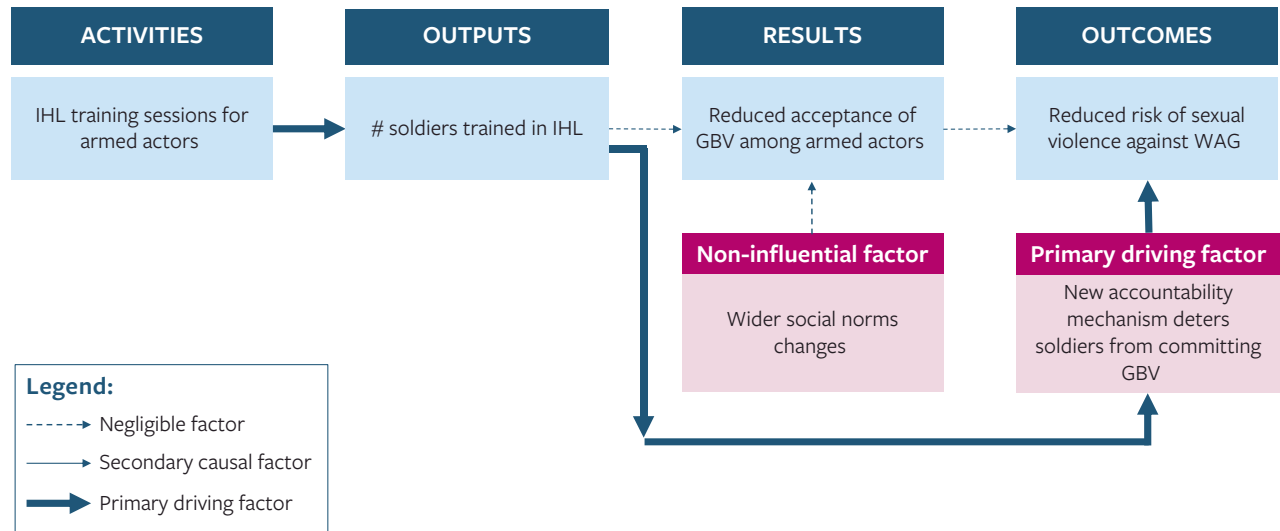 ACTIVITIES
OUTPUTS
RESULTS
OUTCOMES
IHL training sessions for
armed actors
# soldiers trained in IHL
Reduced acceptance of
GBV among armed actors
Reduced risk of sexual
violence against WAG
Non-influential factor
Wider social norms
changes
Primary driving factor
New accountability
mechanism deters
soldiers from committing
GBV
Legend:
Negligible factor
Secondary causal factor
Primary driving factor